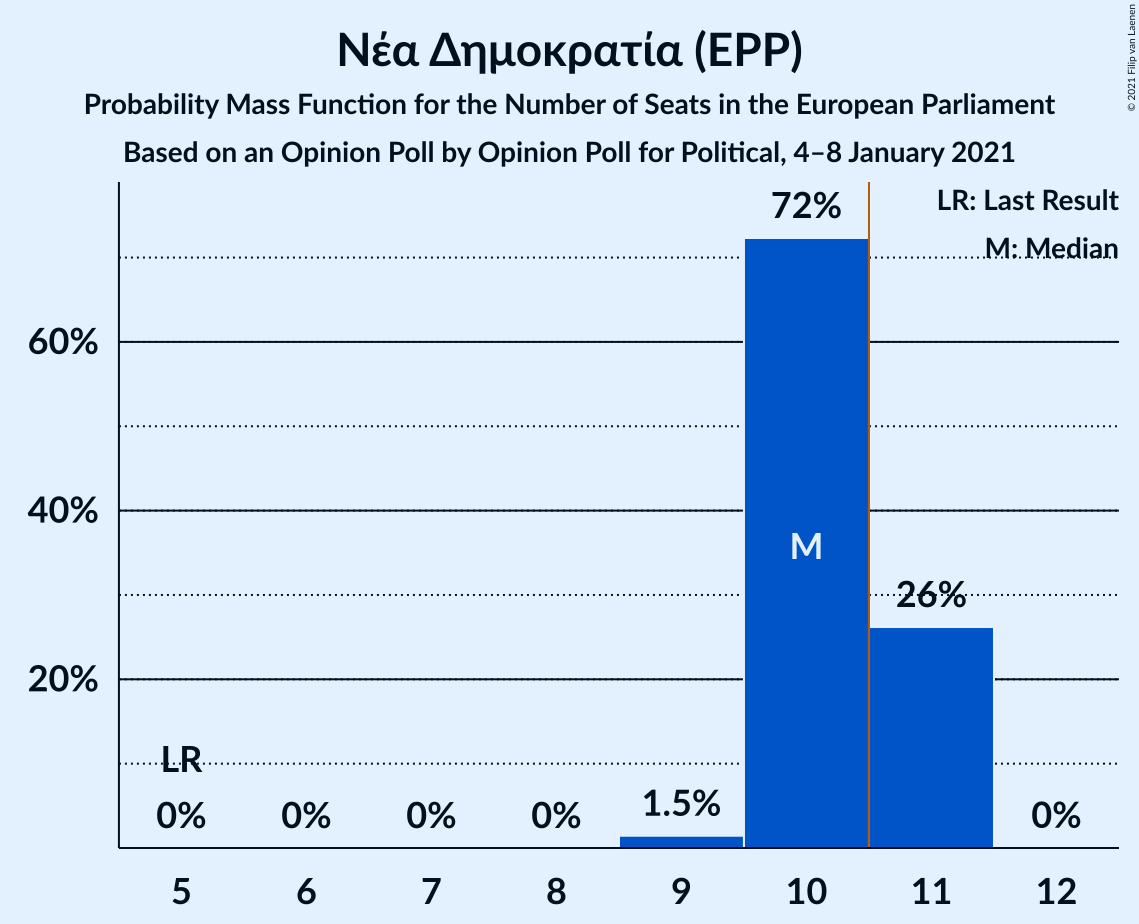 Νέα Δημοκρατία (EPP)
Probability Mass Function for the Number of Seats in the European Parliament
Based on an Opinion Poll by Opinion Poll for Political, 4–8 January 2021
© 2021 Filip van Laenen
LR: Last Result
M: Median
72%
60%
40%
20%
M
26%
LR
0%
0%
0%
0%
1.5%
0%
5
6
7
8
9
10
11
12